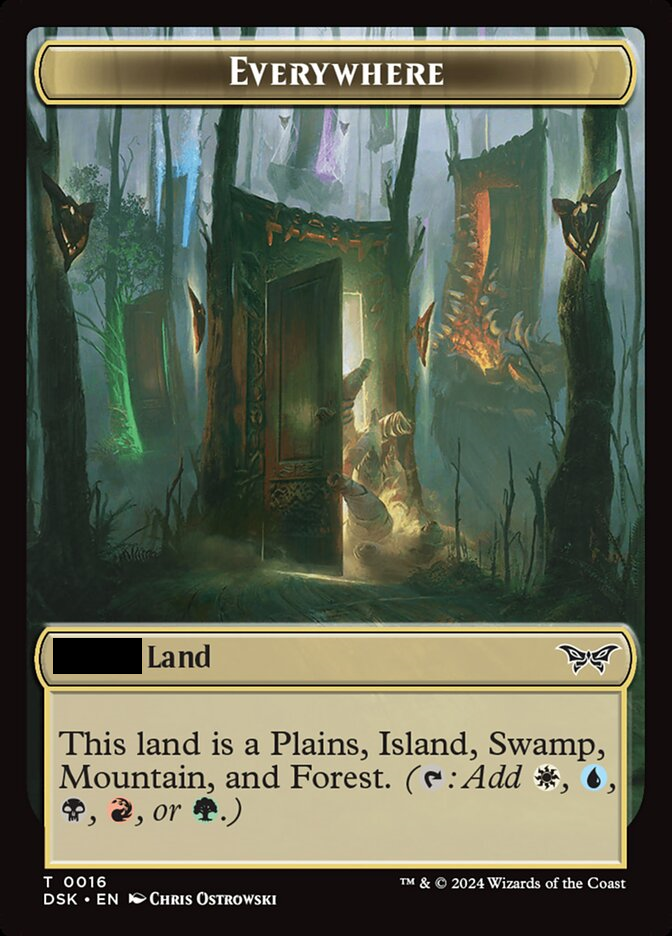 EVERYWHERE
Land
This land is a Plains, Island, Swamp,
Mountain, and Forest. (: Add , ,
, , or .)
T 0016
DSK • EN CHRIS OSTROWSKI
™ & © 2024 Wizards of the Coast